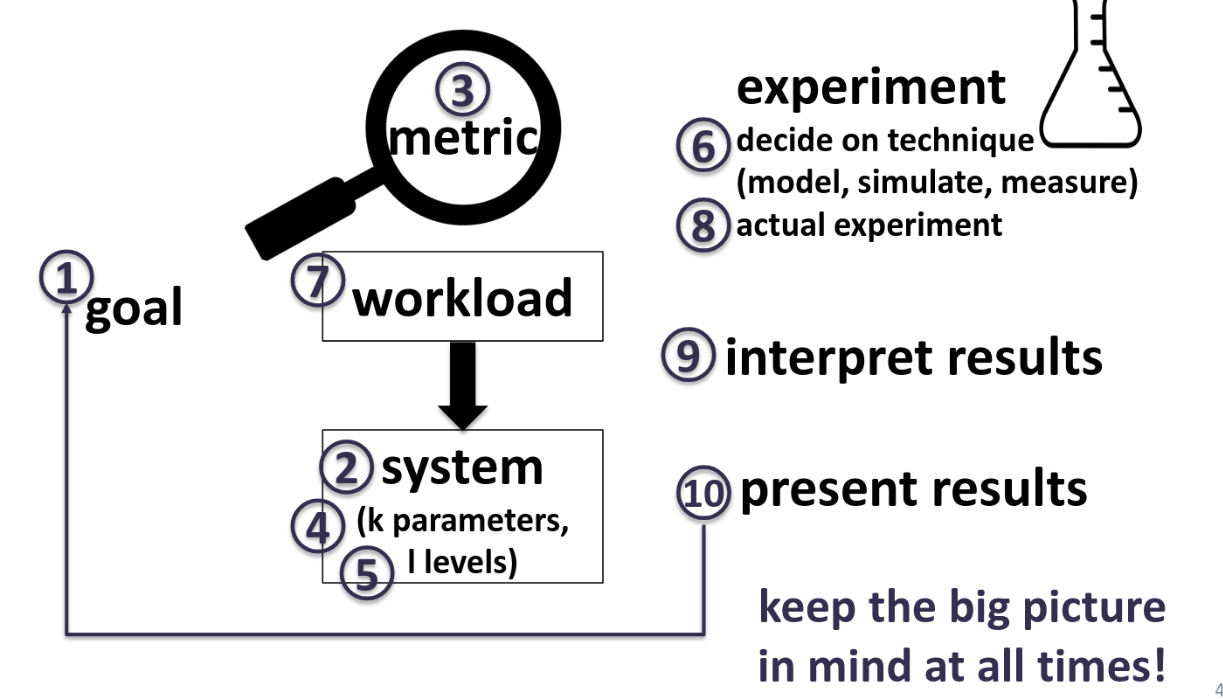 3
metric
experiment
6 decide on technique
(model, simulate, measure)
8 actual experiment
1
goal
7 workload
9 interpret results
2 system
4 (k parameters,
5 l levels)
10 present results
keep the big picture
in mind at all times!
4